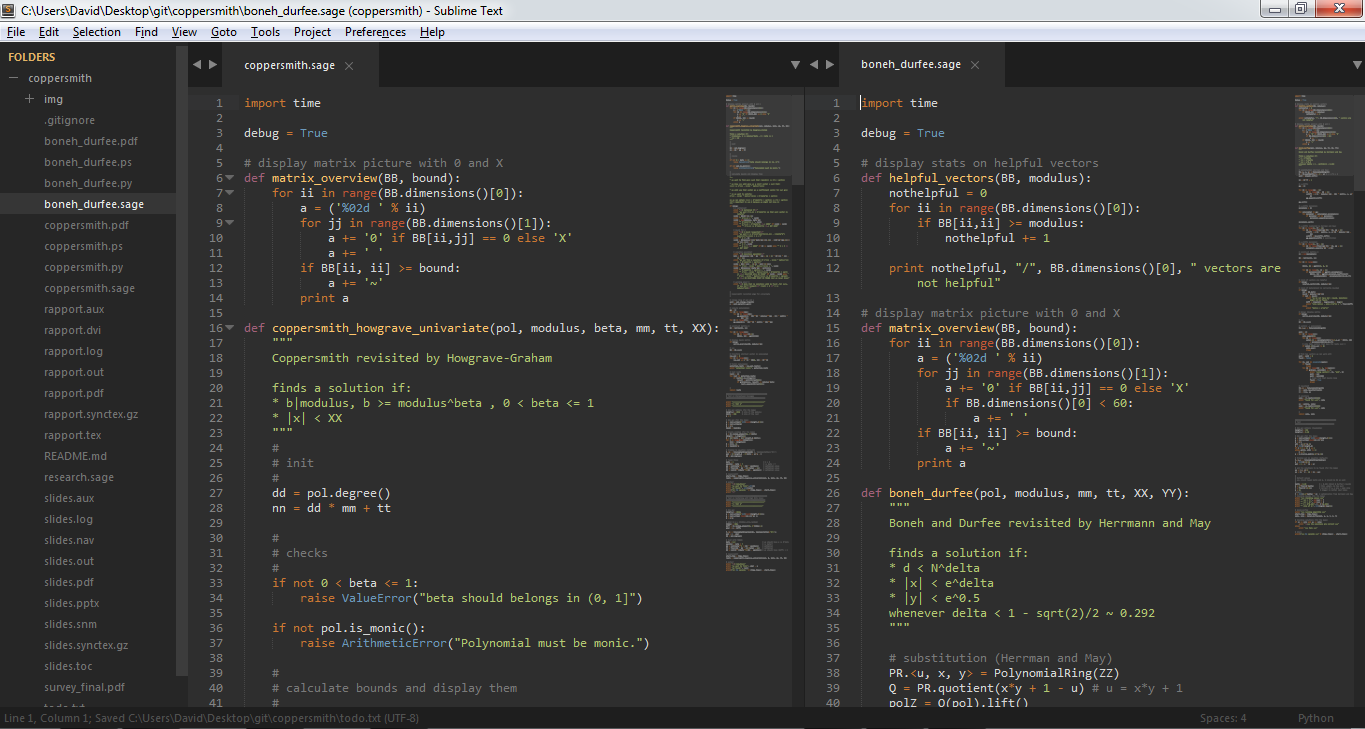 C:\Users\David\Desktop\git\coppersmith\boneh_durfee.sage (coppersmith) - Sublime Text
File Edit Selection Find View Goto Tools Project Preferences Help
FOLDERS
coppersmith
img
.gitignore
boneh_durfee.pdf
boneh_durfee.ps
boneh_durfee.py
boneh_durfee.sage
coppersmith.pdf
coppersmith.ps
coppersmith.py
coppersmith.sage
rapport.aux
rapport.dvi
rapport.log
rapport.out
rapport.pdf
rapport.synctex.gz
rapport.tex
README.md
research.sage
slides.aux
slides.log
slides.nav
slides.out
slides.pdf
slides.pptx
slides.snm
slides.synctex.gz
slides.toc
survey_final.pdf
todo.txt
coppersmith.sage
1 import time
2
3 debug = True
4
5 # display matrix picture with 0 and X
6 def matrix_overview(BB, bound):
7     for ii in range(BB.dimensions()[0]):
8         a = ('%02d ' % ii)
9         for jj in range(BB.dimensions()[1]):
10             a += '0' if BB[ii,jj] == 0 else 'X'
11             a += ' '
12         if BB[ii, ii] >= bound:
13             a += '~'
14         print a
15
16 def coppersmith_howgrave_univariate(pol, modulus, beta, mm, tt, XX):
17     """
18     Coppersmith revisited by Howgrave-Graham
19
20     finds a solution if:
21     * b|modulus, b >= modulus^beta , 0 < beta <= 1
22     * |x| < XX
23     """
24     #
25     # init
26     #
27     dd = pol.degree()
28     nn = dd * mm + tt
29
30     #
31     # checks
32     #
33     if not 0 < beta <= 1:
34         raise ValueError("beta should belongs in (0, 1]")
35
36     if not pol.is_monic():
37         raise ArithmeticError("Polynomial must be monic.")
38
39     #
40     # calculate bounds and display them
41     #
boneh_durfee.sage
1 import time
2
3 debug = True
4
5 # display stats on helpful vectors
6 def helpful_vectors(BB, modulus):
7     nothelpful = 0
8     for ii in range(BB.dimensions()[0]):
9         if BB[ii,ii] >= modulus:
10             nothelpful += 1
11
12     print nothelpful, "/", BB.dimensions()[0], " vectors are
not helpful"
13
14 # display matrix picture with 0 and X
15 def matrix_overview(BB, bound):
16     for ii in range(BB.dimensions()[0]):
17         a = ('%02d ' % ii)
18         for jj in range(BB.dimensions()[1]):
19             a += '0' if BB[ii,jj] == 0 else 'X'
20             if BB.dimensions()[0] < 60:
21                 a += ' '
22         if BB[ii, ii] >= bound:
23             a += '~'
24         print a
25
26 def boneh_durfee(pol, modulus, mm, tt, XX, YY):
27     """
28     Boneh and Durfee revisited by Herrmann and May
29
30     finds a solution if:
31     * d < N^delta
32     * |x| < e^delta
33     * |y| < e^0.5
34     whenever delta < 1 - sqrt(2)/2 ~ 0.292
35     """
36
37     # substitution (Herrman and May)
38     PR.<u, x, y> = PolynomialRing(ZZ)
39     Q = PR.quotient(x*y + 1 - u) # u = x*y + 1
40     polZ = Q(pol).lift()
Line 1, Column 1; Saved C:\Users\David\Desktop\git\coppersmith\todo.txt (UTF-8)
Spaces: 4
Python